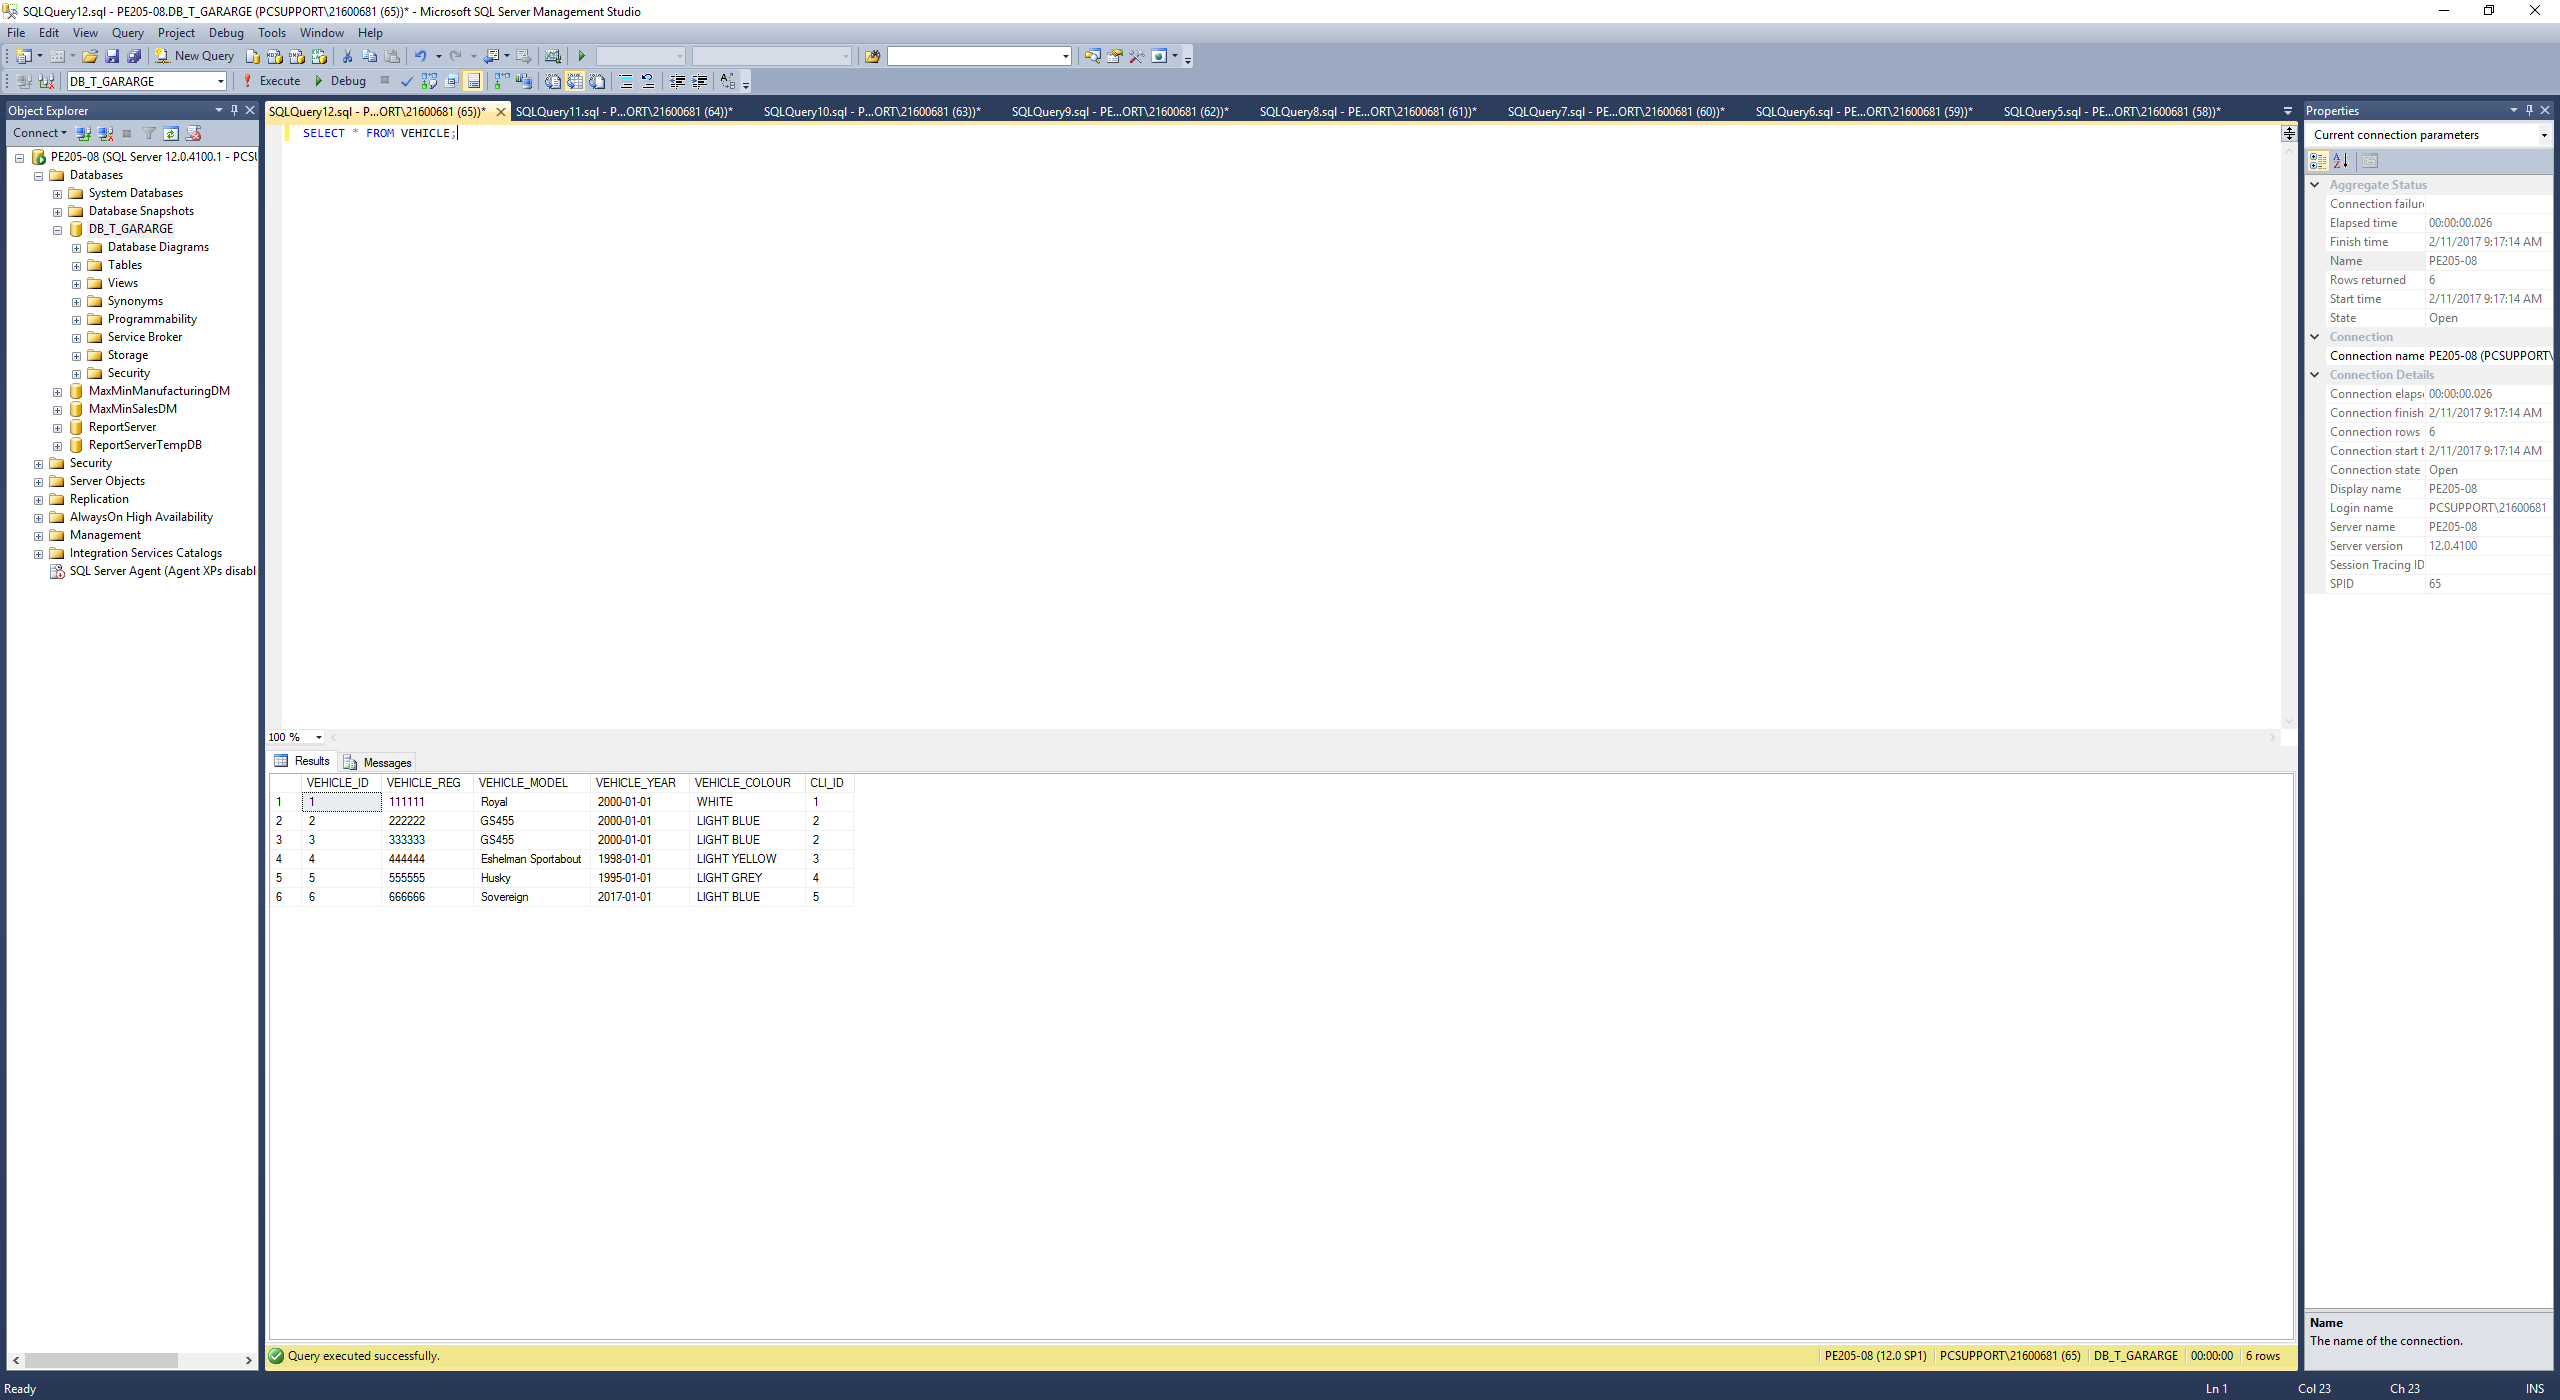 SQLQuery12.sql - PE205-08.DB_T_GARARGE (PCSUPPORT\21600681 (65))* - Microsoft SQL Server Management Studio
File Edit View Query Project Debug Tools Window Help
New Query
DB_T_GARARGE Execute Debug
Object Explorer
Connect
PE205-08 (SQL Server 12.0.4100.1 - PCSU
Databases
System Databases
Database Snapshots
DB_T_GARARGE
Database Diagrams
Tables
Views
Synonyms
Programmability
Service Broker
Storage
Security
MaxMinManufacturingDM
MaxMinSalesDM
ReportServer
ReportServerTempDB
Security
Server Objects
Replication
AlwaysOn High Availability
Management
Integration Services Catalogs
SQL Server Agent (Agent XPs disabl
SQLQuery12.sql - P...ORT\21600681 (65))* SQLQuery11.sql - P...ORT\21600681 (64))* SQLQuery10.sql - P...ORT\21600681 (63))* SQLQuery9.sql - PE...ORT\21600681 (62))* SQLQuery8.sql - PE...ORT\21600681 (61))* SQLQuery7.sql - PE...ORT\21600681 (60))* SQLQuery6.sql - PE...ORT\21600681 (59))* SQLQuery5.sql - PE...ORT\21600681 (58))*
SELECT * FROM VEHICLE;
100 %
Results Messages
VEHICLE_ID VEHICLE_REG VEHICLE_MODEL VEHICLE_YEAR VEHICLE_COLOUR CLI_ID
1 1 111111 Royal 2000-01-01 WHITE 1
2 2 222222 GS455 2000-01-01 LIGHT BLUE 2
3 3 333333 GS455 2000-01-01 LIGHT BLUE 2
4 4 444444 Eshelman Sportabout 1998-01-01 LIGHT YELLOW 3
5 5 555555 Husky 1995-01-01 LIGHT GREY 4
6 6 666666 Sovereign 2017-01-01 LIGHT BLUE 5
Query executed successfully. PE205-08 (12.0 SP1) PCSUPPORT\21600681 (65) DB_T_GARARGE 00:00:00 6 rows
Properties
Current connection parameters
Aggregate Status
Connection failure
Elapsed time 00:00:00.026
Finish time 2/11/2017 9:17:14 AM
Name PE205-08
Rows returned 6
Start time 2/11/2017 9:17:14 AM
State Open
Connection
Connection name PE205-08 (PCSUPPORT\
Connection Details
Connection elapse 00:00:00.026
Connection finish 2/11/2017 9:17:14 AM
Connection rows 6
Connection start t 2/11/2017 9:17:14 AM
Connection state Open
Display name PE205-08
Login name PCSUPPORT\21600681
Server name PE205-08
Server version 12.0.4100
Session Tracing ID
SPID 65
Name
The name of the connection.
Ready Ln 1 Col 23 Ch 23 INS